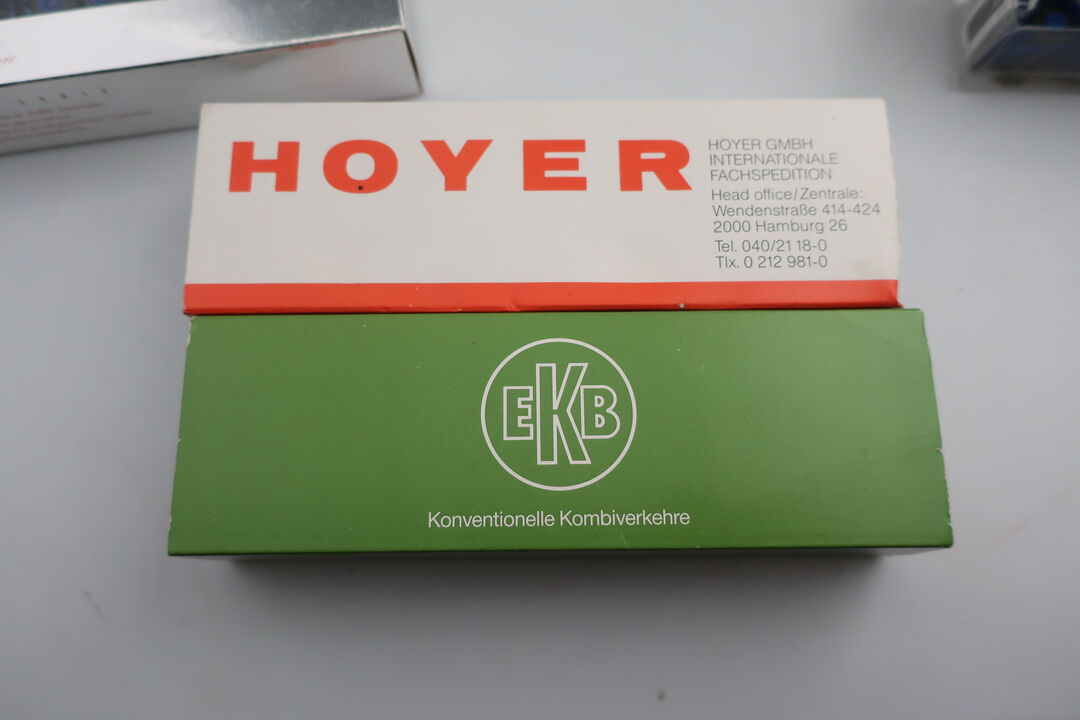 HOYER
HOYER GMBH
INTERNATIONALE
FACHSPEDITION
Head office/Zentrale:
Wendenstraße 414-424
2000 Hamburg 26
Tel. 040/21 18-0
Tlx. 0 212 981-0
EKB
Konventionelle Kombiverkehre